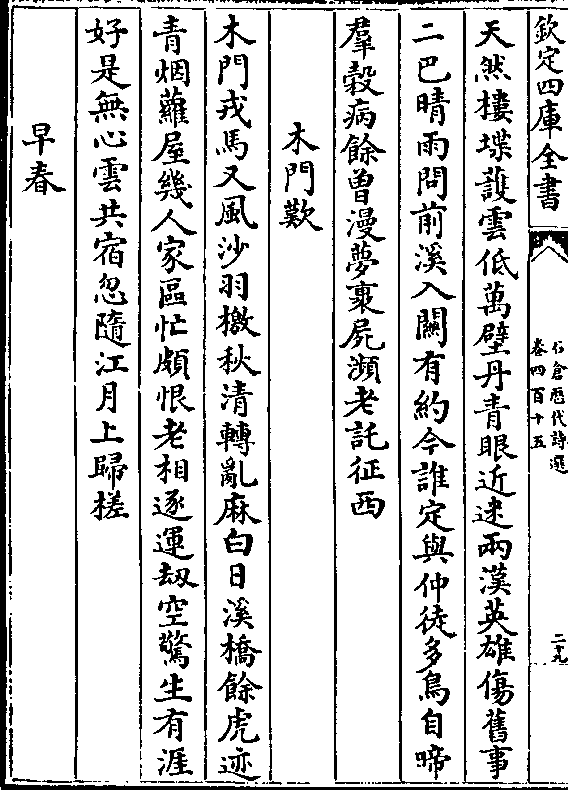 欽定四庫全書
石倉歷代詩選
卷四百十五
二十九
天然樓堞䕶雲低萬壁丹青眼近迷兩漢英雄傷舊事
二巴晴雨問前溪入關有約今誰定與仲徒多鳥自啼
羣穀病餘曾漫夢裹屍瀕老託征西
木門歎
木門戎馬又風沙羽檄秋清轉亂麻白日溪橋餘虎迹
青烟蘿屋幾人家區忙頗恨老相逐運刼空驚生有涯
好是無心雲共宿忽隨江月上歸槎
早春